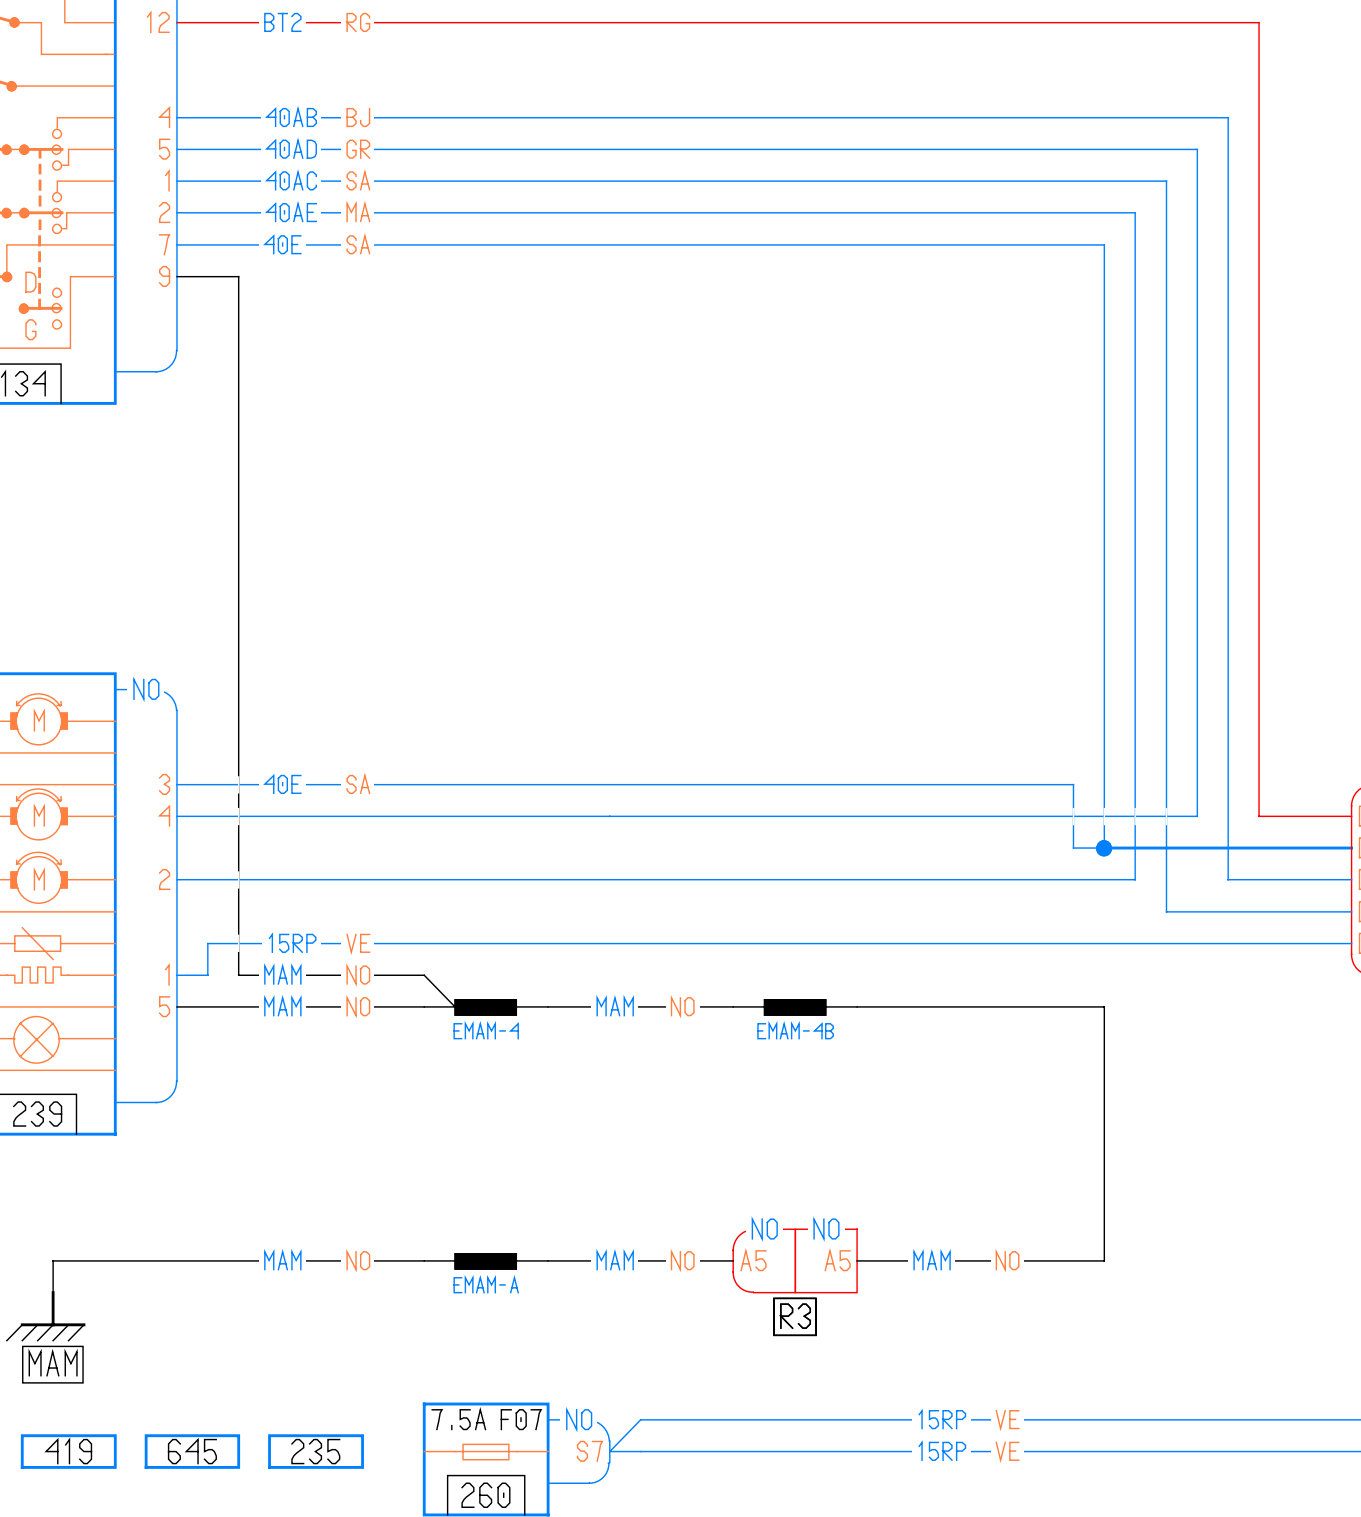 12 BT2 RG
4 40AB BJ
5 40AD GR
1 40AC SA
2 40AE MA
7 40E SA
9
D
G
134
NO
M
3 40E SA
M 4
M 2
15RP VE
1 MAM NO
5 MAM NO MAM NO
EMAM-4 EMAM-4B
239
NO NO
MAM NO MAM NO A5 A5 MAM NO
EMAM-A
R3
MAM
7.5A F07 NO 15RP VE
419 645 235 S7 15RP VE
260